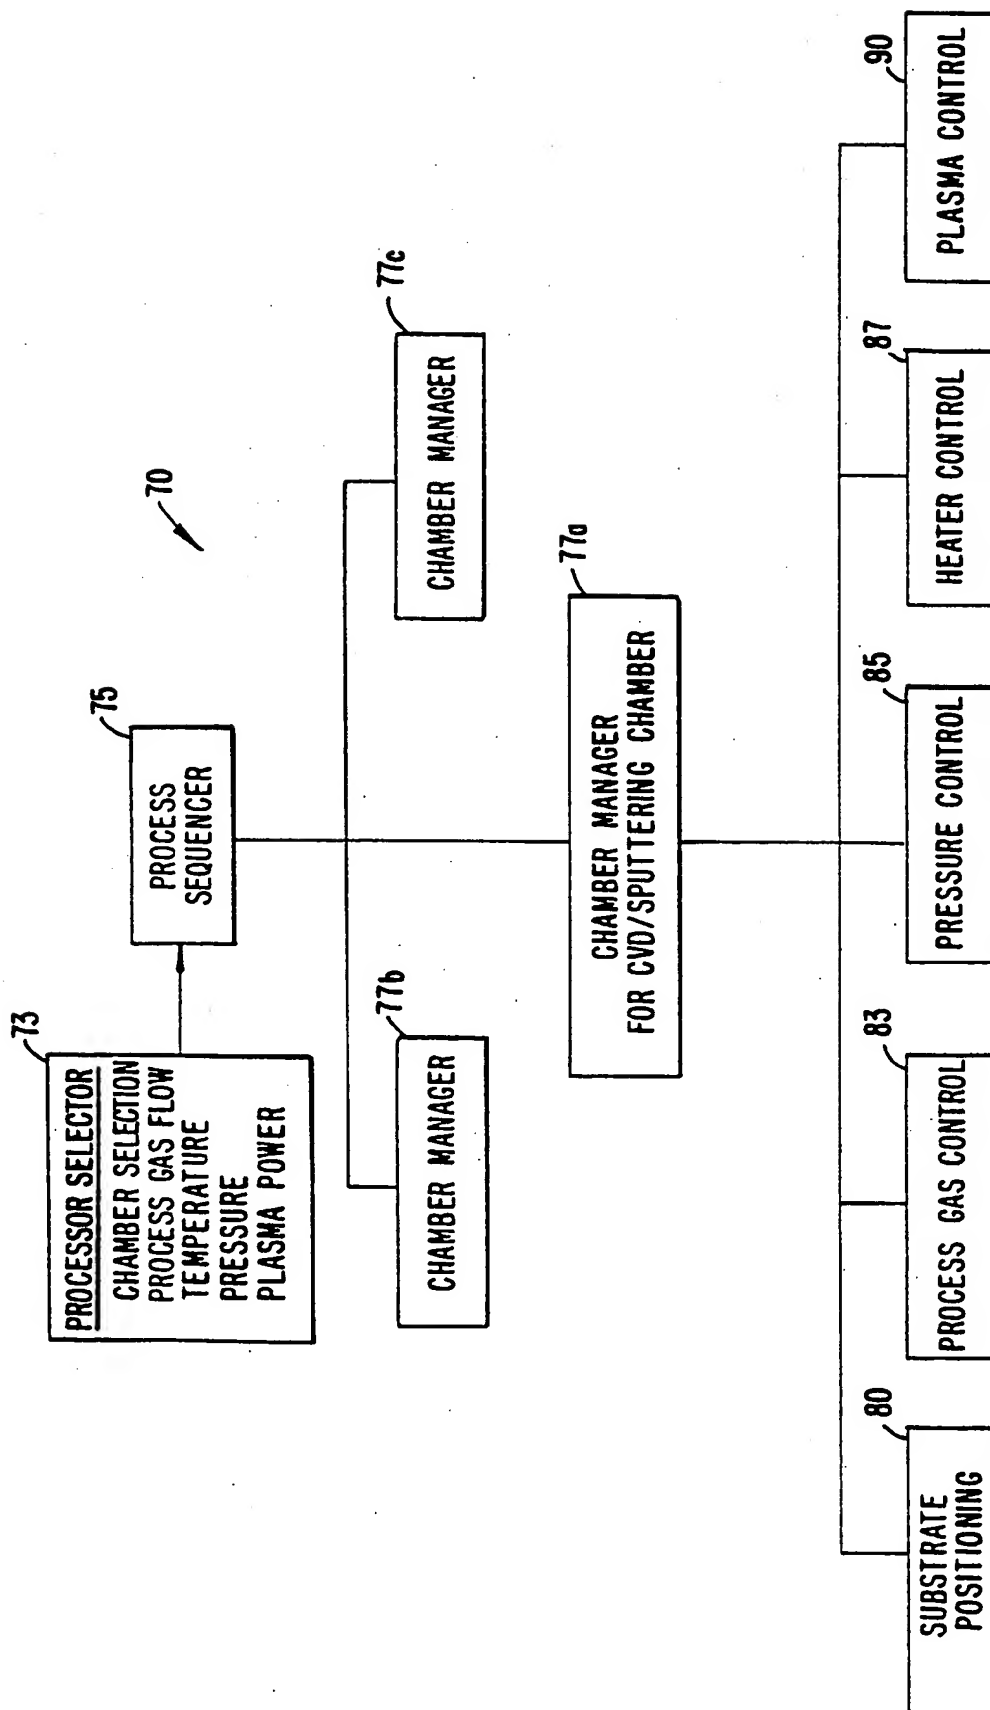 70
73
PROCESSOR SELECTOR
CHAMBER SELECTION
PROCESS GAS FLOW
TEMPERATURE
PRESSURE
PLASMA POWER
75
PROCESS
SEQUENCER
77b
CHAMBER MANAGER
77c
CHAMBER MANAGER
77a
CHAMBER MANAGER
FOR CVD/SPUTTERING CHAMBER
80
SUBSTRATE
POSITIONING
83
PROCESS GAS CONTROL
85
PRESSURE CONTROL
87
HEATER CONTROL
90
PLASMA CONTROL